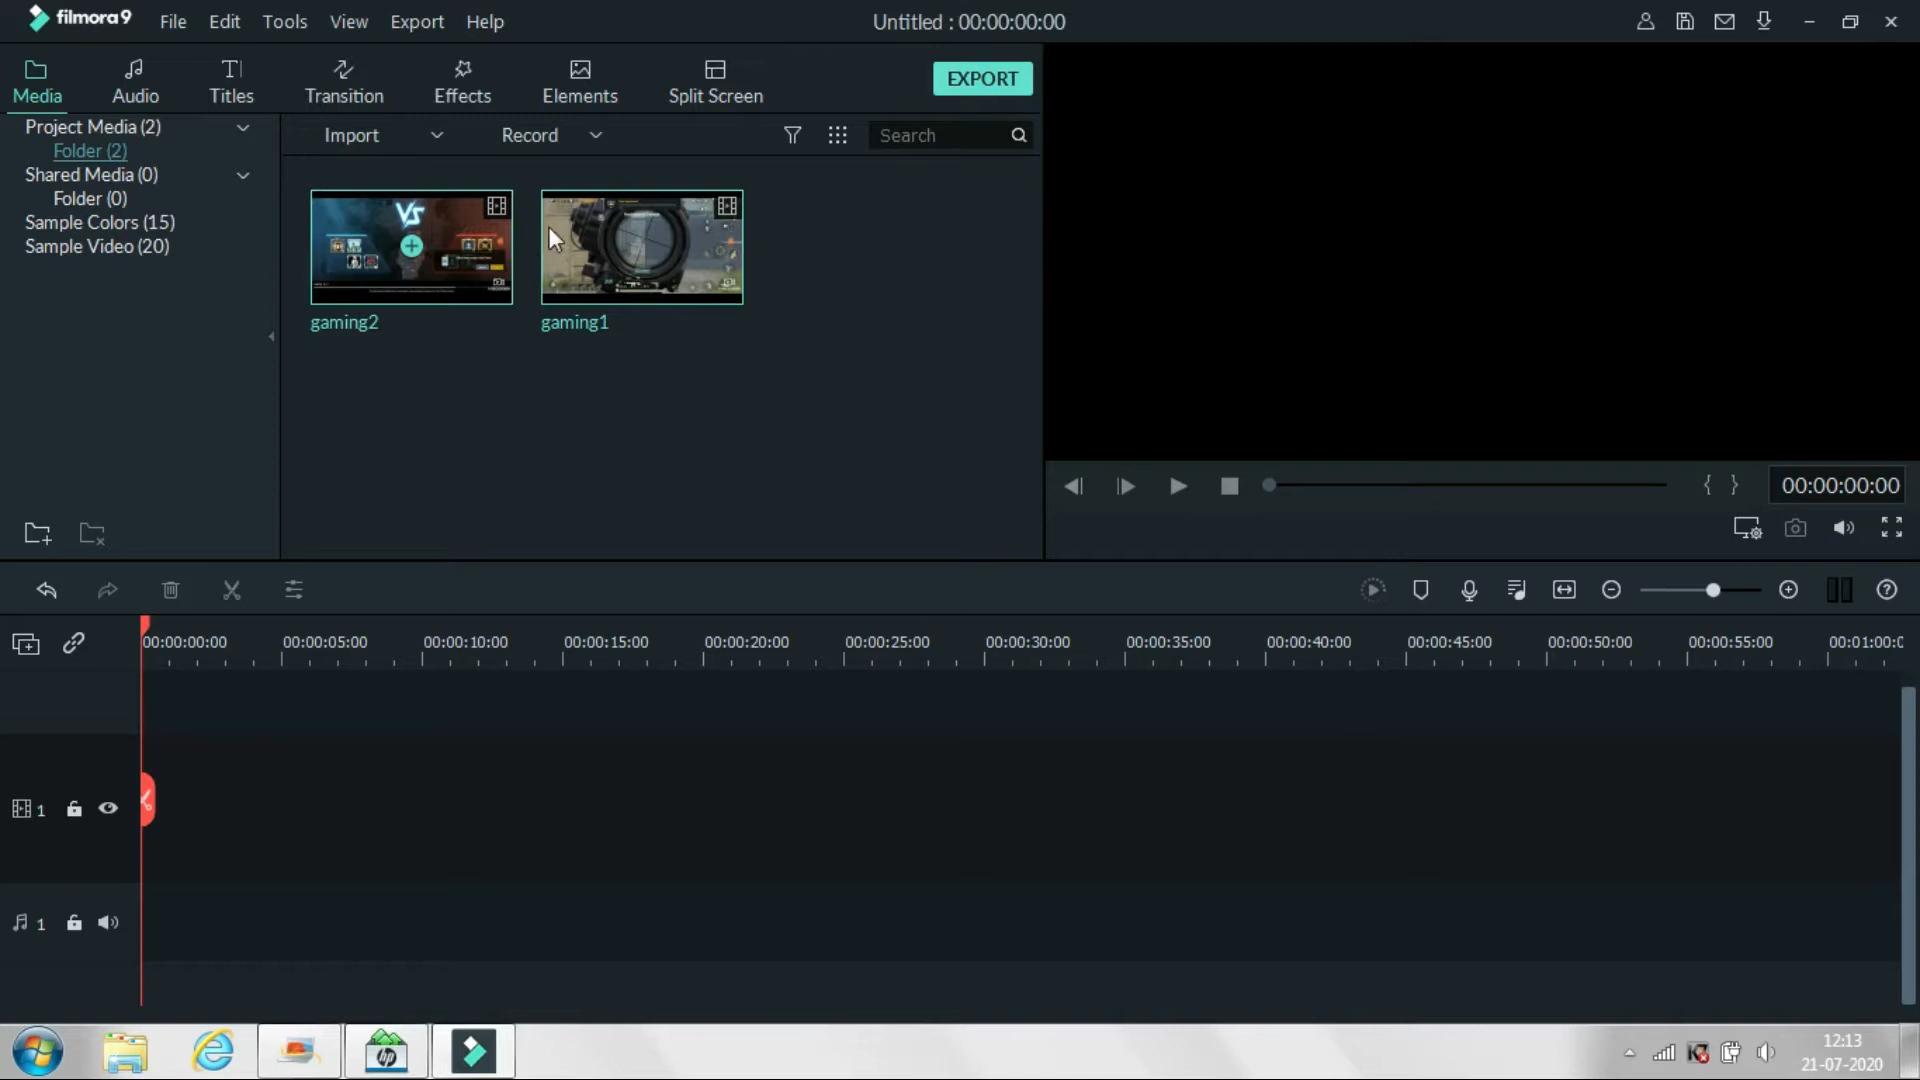 filmora9 File Edit Tools View Export Help Untitled : 00:00:00:00
Media Audio Titles Transition Effects Elements Split Screen EXPORT
Project Media (2)
Folder (2)
Shared Media (0)
Folder (0)
Sample Colors (15)
Sample Video (20)
Import Record Search
VS
gaming2 gaming1
{ } 00:00:00:00
00:00:00:00 00:00:05:00 00:00:10:00 00:00:15:00 00:00:20:00 00:00:25:00 00:00:30:00 00:00:35:00 00:00:40:00 00:00:45:00 00:00:50:00 00:00:55:00 00:01:00:0
1
1
hp
12:13
21-07-2020